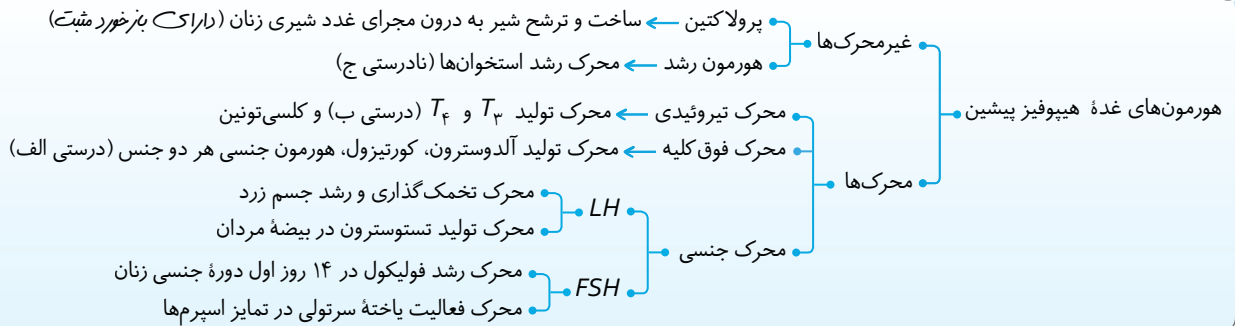 هورمون‌های غدهٔ هیپوفیز پیشین
غیرمحرک‌ها
پرولاکتین ← ساخت و ترشح شیر به درون مجرای غدد شیری زنان (دارای بازخورد مثبت)
هورمون رشد ← محرک رشد استخوان‌ها (نادرستی ج)
محرک‌ها
محرک تیروئیدی ← محرک تولید T۳ و T۴ (درستی ب) و کلسی‌تونین
محرک فوق‌کلیه ← محرک تولید آلدوسترون، کورتیزول، هورمون جنسی هر دو جنس (درستی الف)
محرک جنسی
LH
محرک تخمک‌گذاری و رشد جسم زرد
محرک تولید تستوسترون در بیضهٔ مردان
FSH
محرک رشد فولیکول در ۱۴ روز اول دورهٔ جنسی زنان
محرک فعالیت یاختهٔ سرتولی در تمایز اسپرم‌ها